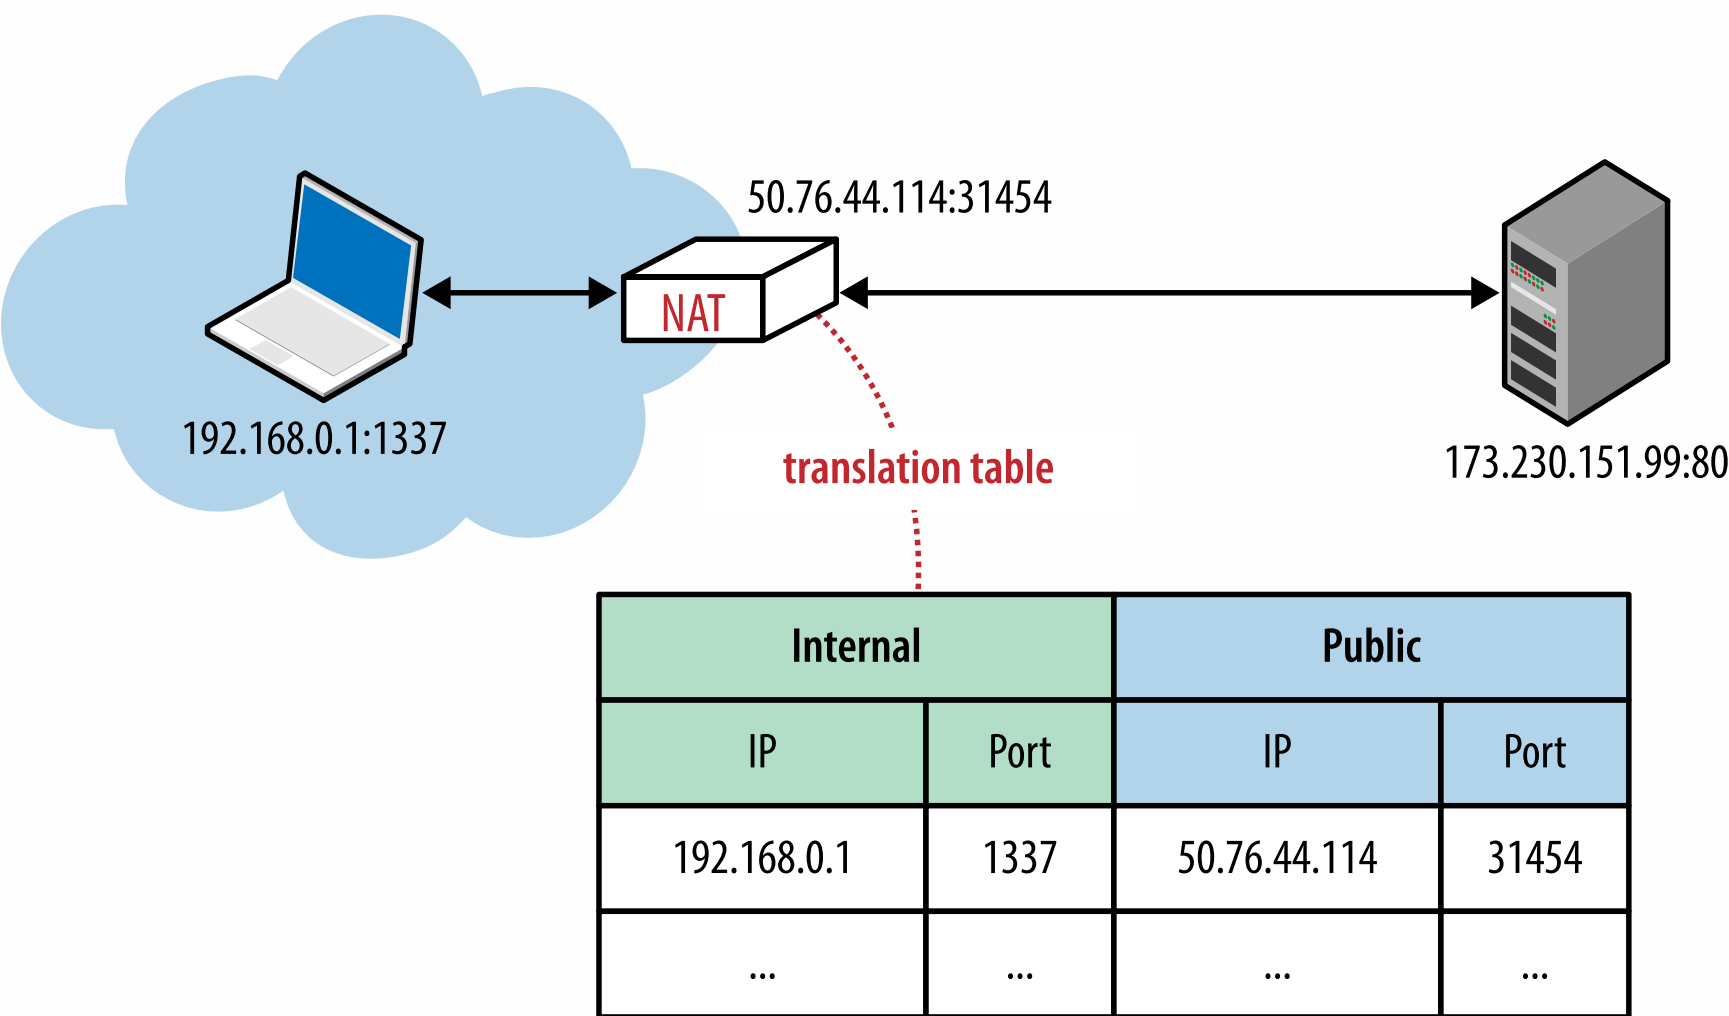 50.76.44.114:31454
NAT
192.168.0.1:1337
173.230.151.99:80
translation table
Internal Public
IP Port IP Port
192.168.0.1 1337 50.76.44.114 31454
... ... ... ...